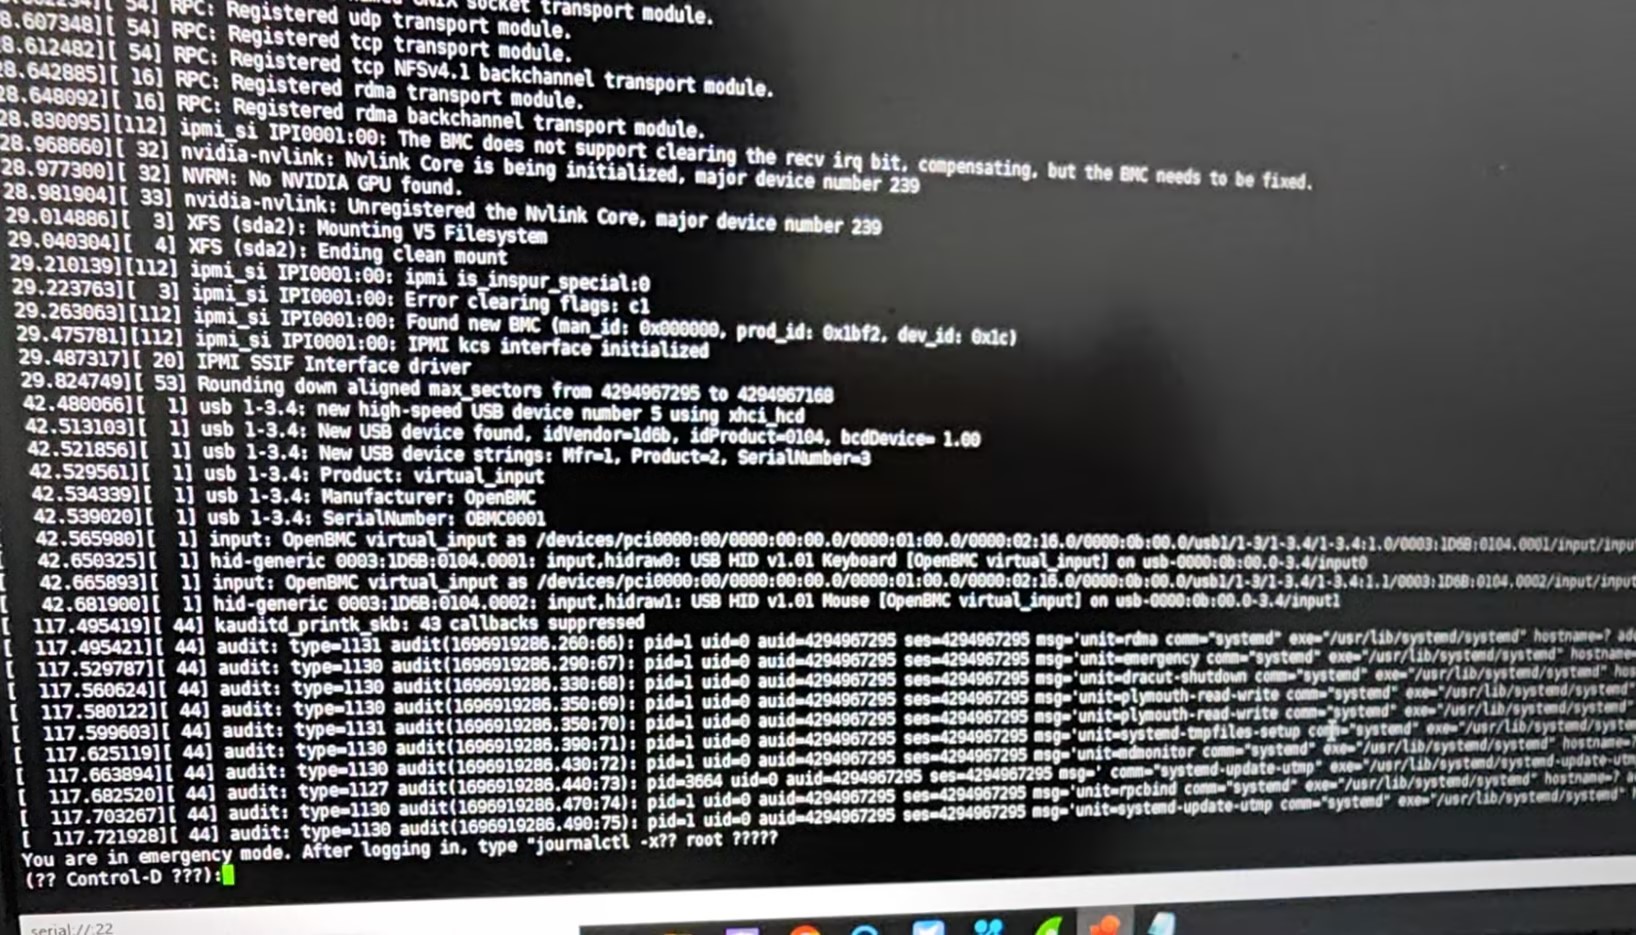 socket transport module.
8.607348][ 54] RPC: Registered udp transport module.
8.612482][ 54] RPC: Registered tcp transport module.
28.642885][ 16] RPC: Registered tcp NFSv4.1 backchannel transport module.
28.648092][ 16] RPC: Registered rdma transport module.
28.830095][112] RPC: Registered rdma backchannel transport module.
28.968660][ 32] ipmi_si IPI0001:00: The BMC does not support clearing the recv irq bit, compensating, but the BMC needs to be fixed.
28.977300][ 32] nvidia-nvlink: Nvlink Core is being initialized, major device number 239
28.981904][ 33] NVRM: No NVIDIA GPU found.
29.014886][ 3] nvidia-nvlink: Unregistered the Nvlink Core, major device number 239
29.040304][ 4] XFS (sda2): Mounting V5 Filesystem
29.210139][112] XFS (sda2): Ending clean mount
29.223763][ 3] ipmi_si IPI0001:00: ipmi is_inspur_special:0
29.263063][112] ipmi_si IPI0001:00: Error clearing flags: c1
29.475781][112] ipmi_si IPI0001:00: Found new BMC (man_id: 0x000000, prod_id: 0x1bf2, dev_id: 0x1c)
29.487317][ 20] ipmi_si IPI0001:00: IPMI kcs interface initialized
29.824749][ 53] IPMI SSIF Interface driver
42.480066][ 1] Rounding down aligned max_sectors from 4294967295 to 4294967168
42.513103][ 1] usb 1-3.4: new high-speed USB device number 5 using xhci_hcd
42.521856][ 1] usb 1-3.4: New USB device found, idVendor=1d6b, idProduct=0104, bcdDevice= 1.00
42.529561][ 1] usb 1-3.4: New USB device strings: Mfr=1, Product=2, SerialNumber=3
42.534339][ 1] usb 1-3.4: Product: virtual_input
42.539020][ 1] usb 1-3.4: Manufacturer: OpenBMC
42.565980][ 1] usb 1-3.4: SerialNumber: OBMC0001
42.650325][ 1] input: OpenBMC virtual_input as /devices/pci0000:00/0000:00:00.0/0000:01:00.0/0000:02:16.0/0000:0b:00.0/usb1/1-3/1-3.4/1-3.4:1.0/0003:1D6B:0104.0001/input/inpu
42.665893][ 1] hid-generic 0003:1D6B:0104.0001: input,hidraw0: USB HID v1.01 Keyboard [OpenBMC virtual_input] on usb-0000:0b:00.0-3.4/input0
42.681900][ 1] input: OpenBMC virtual_input as /devices/pci0000:00/0000:00:00.0/0000:01:00.0/0000:02:16.0/0000:0b:00.0/usb1/1-3/1-3.4/1-3.4:1.1/0003:1D6B:0104.0002/input/input
[ 117.495419][ 44] hid-generic 0003:1D6B:0104.0002: input,hidraw1: USB HID v1.01 Mouse [OpenBMC virtual_input] on usb-0000:0b:00.0-3.4/input1
[ 117.495421][ 44] kauditd_printk_skb: 43 callbacks suppressed
[ 117.529787][ 44] audit: type=1131 audit(1696919286.260:66): pid=1 uid=0 auid=4294967295 ses=4294967295 msg='unit=rdma comm="systemd" exe="/usr/lib/systemd/systemd" hostname=?
[ 117.560624][ 44] audit: type=1130 audit(1696919286.290:67): pid=1 uid=0 auid=4294967295 ses=4294967295 msg='unit=emergency comm="systemd" exe="/usr/lib/systemd/systemd" hostname=
[ 117.580122][ 44] audit: type=1130 audit(1696919286.330:68): pid=1 uid=0 auid=4294967295 ses=4294967295 msg='unit=dracut-shutdown comm="systemd" exe="/usr/lib/systemd/systemd"
[ 117.599603][ 44] audit: type=1130 audit(1696919286.350:69): pid=1 uid=0 auid=4294967295 ses=4294967295 msg='unit=plymouth-read-write comm="systemd" exe="/usr/lib/systemd/systemd"
[ 117.625119][ 44] audit: type=1131 audit(1696919286.350:70): pid=1 uid=0 auid=4294967295 ses=4294967295 msg='unit=plymouth-read-write comm="systemd" exe="/usr/lib/systemd/systemd"
[ 117.663894][ 44] audit: type=1130 audit(1696919286.390:71): pid=1 uid=0 auid=4294967295 ses=4294967295 msg='unit=systemd-tmpfiles-setup comm="systemd" exe="/usr/lib/systemd/
[ 117.682520][ 44] audit: type=1130 audit(1696919286.430:72): pid=1 uid=0 auid=4294967295 ses=4294967295 msg='unit=mdmonitor comm="systemd" exe="/usr/lib/systemd/systemd" hostname=
[ 117.703267][ 44] audit: type=1127 audit(1696919286.440:73): pid=3664 uid=0 auid=4294967295 ses=4294967295 msg=' comm="systemd-update-utmp" exe="/usr/lib/systemd/systemd-update-ut
[ 117.721928][ 44] audit: type=1130 audit(1696919286.470:74): pid=1 uid=0 auid=4294967295 ses=4294967295 msg='unit=rpcbind comm="systemd" exe="/usr/lib/systemd/systemd" hostname=?
audit: type=1130 audit(1696919286.490:75): pid=1 uid=0 auid=4294967295 ses=4294967295 msg='unit=systemd-update-utmp comm="systemd" exe="/usr/lib/systemd/systemd"
You are in emergency mode. After logging in, type "journalctl -x?? root ?????
(?? Control-D ???):
serial://:22